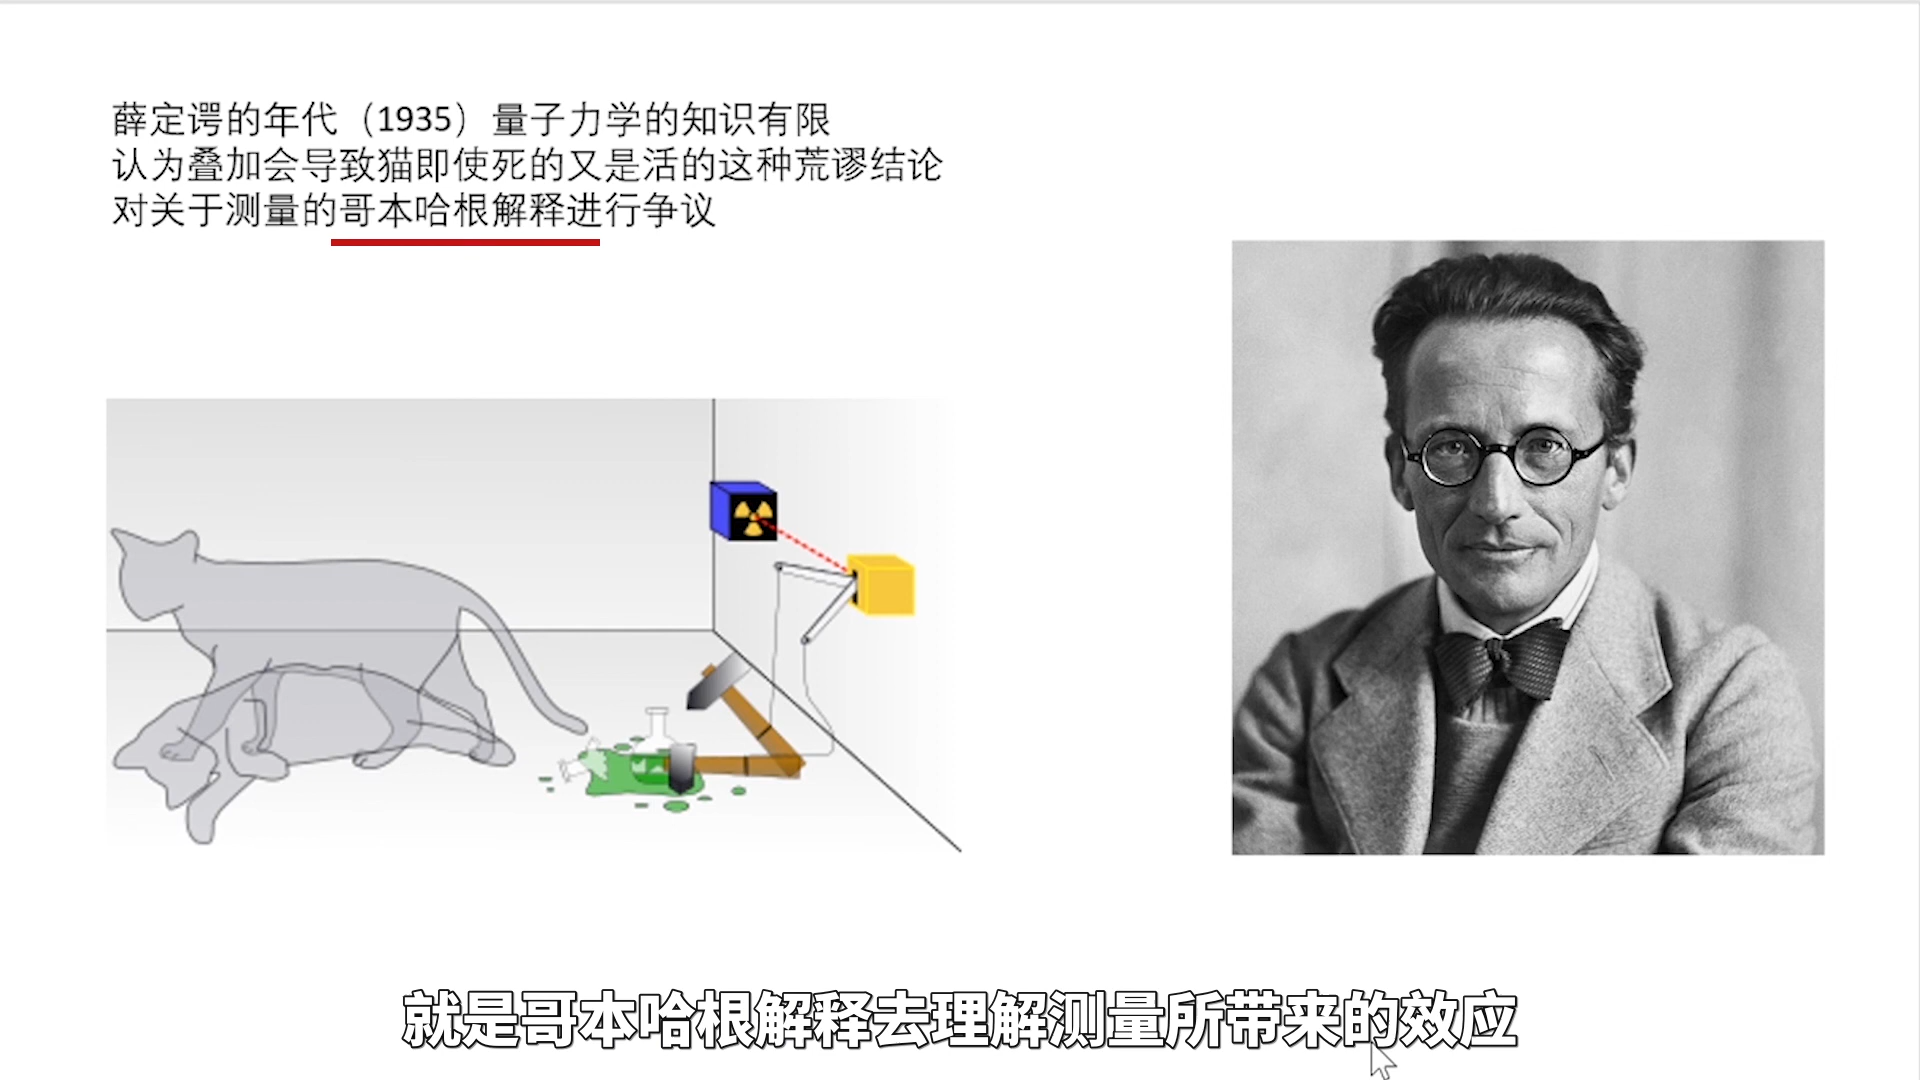 薛定谔的年代（1935）量子力学的知识有限
认为叠加会导致猫即使死的又是活的这种荒谬结论
对关于测量的哥本哈根解释进行争议
就是哥本哈根解释去理解测量所带来的效应